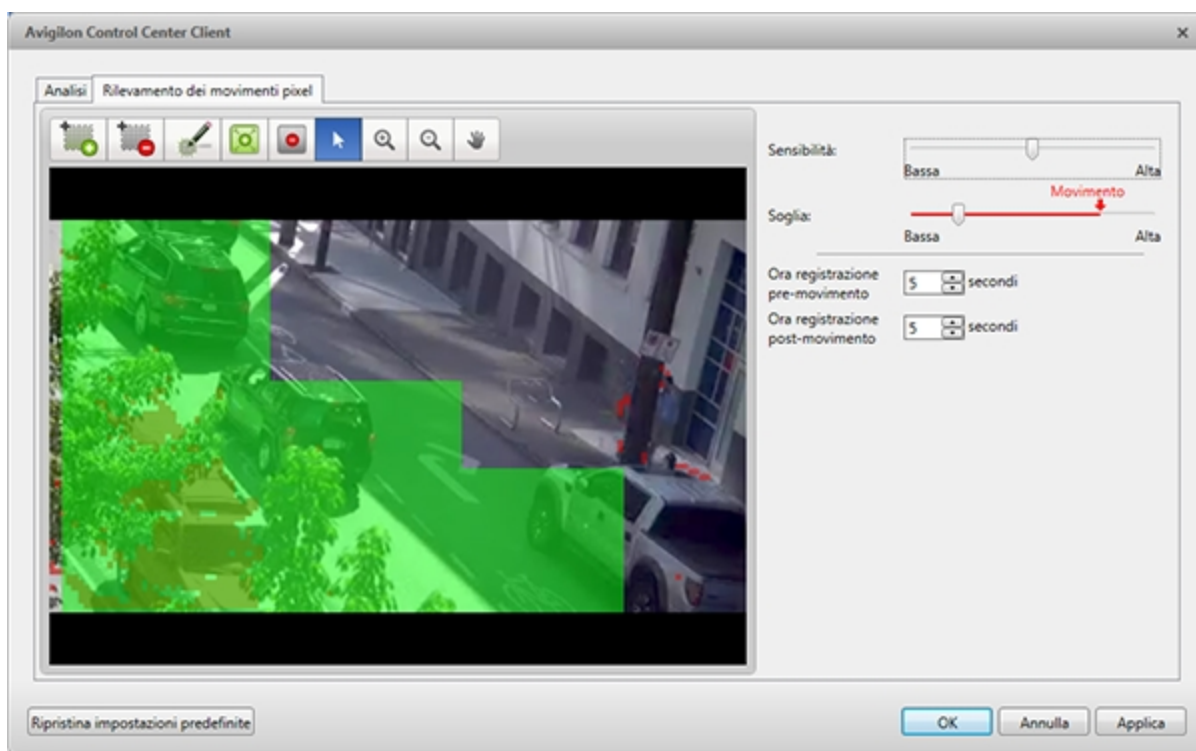 Avigilon Control Center Client
Analisi Rilevamento dei movimenti pixel
Sensibilità:
Bassa Alta
Movimento
Soglia:
Bassa Alta
Ora registrazione
pre-movimento
5 secondi
Ora registrazione
post-movimento
5 secondi
Ripristina impostazioni predefinite
OK Annulla Applica